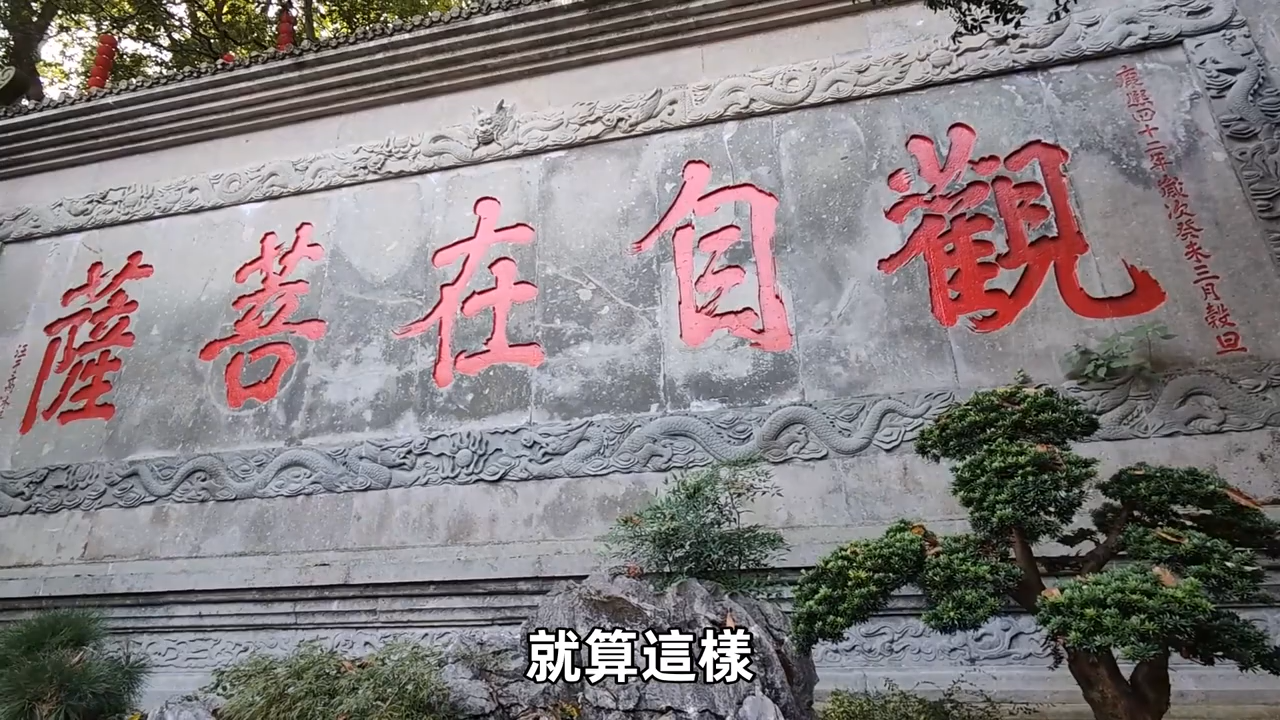 康熙四十二年歲次癸未三月穀旦
觀自在菩薩
就算這樣